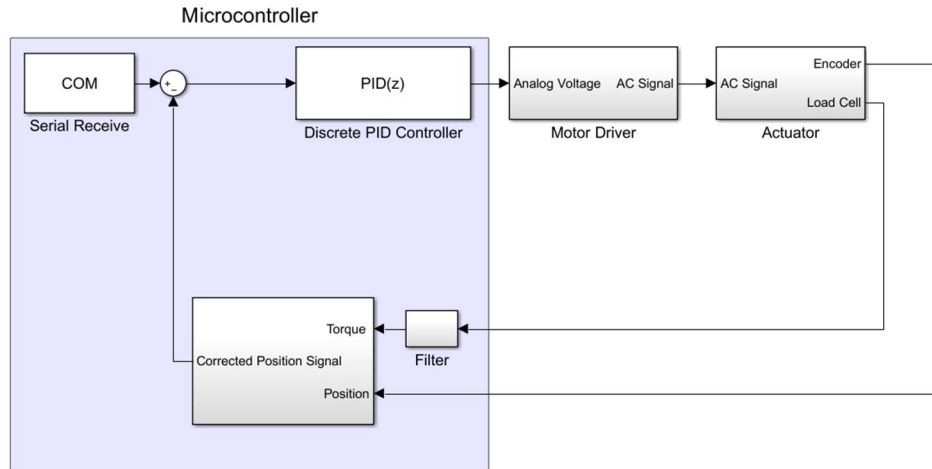 Microcontroller
COM
Serial Receive
+
−
PID(z)
Discrete PID Controller
Analog Voltage
AC Signal
Motor Driver
AC Signal
Encoder
Load Cell
Actuator
Torque
Corrected Position Signal
Position
Filter